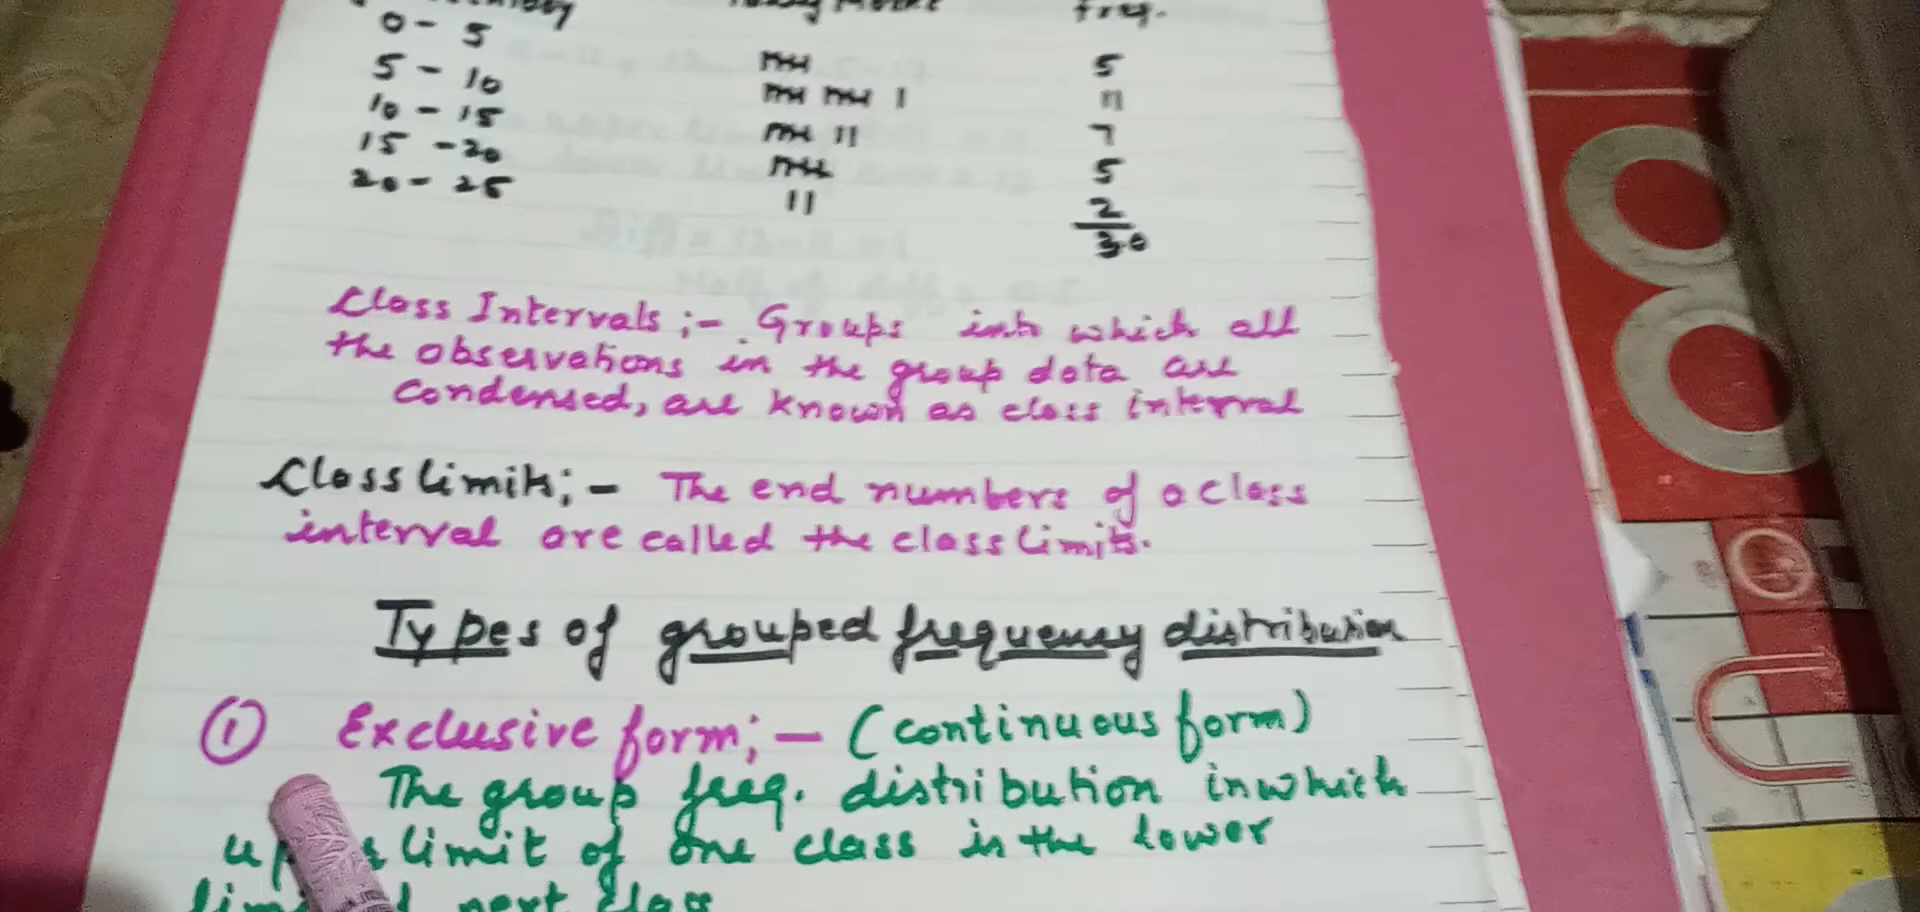 freq.
0 - 5 𝍸 5
5 - 10 𝍸 𝍸 | 11
10 - 15 𝍸 || 7
15 - 20 𝍸 5
20 - 25 || 2
30
Class Intervals :- Groups into which all
the observations in the group data are
condensed, are known as class interval
Class limits :- The end numbers of a class
interval are called the class limits.
Types of grouped frequency distribution
① Exclusive form :- (continuous form)
The group freq. distribution in which
limit of one class is the lower
next class